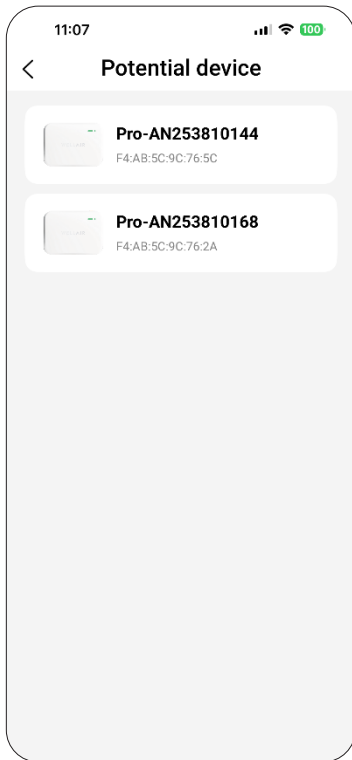 11:07
100
Potential device
Pro-AN253810144
F4:AB:5C:9C:76:5C
Pro-AN253810168
F4:AB:5C:9C:76:2A